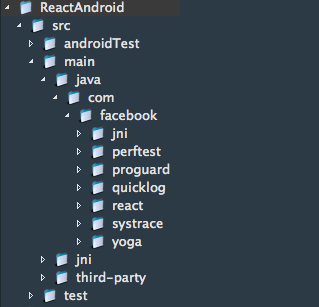 ReactAndroid
src
androidTest
main
java
com
facebook
jni
perftest
proguard
quicklog
react
systrace
yoga
jni
third-party
test